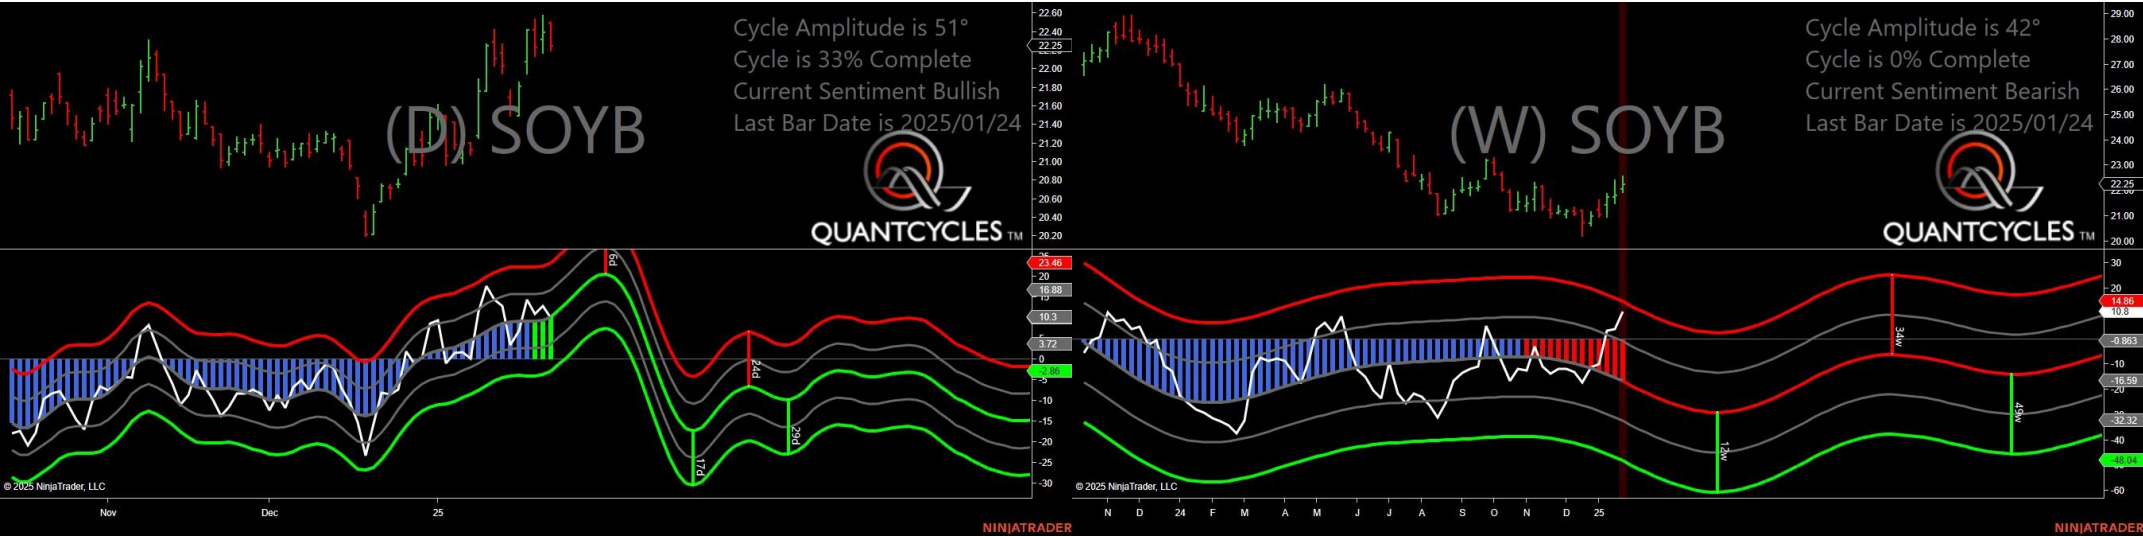 Cycle Amplitude is 51°
Cycle is 33% Complete
Current Sentiment Bullish
Last Bar Date is 2025/01/24
(D) SOYB
QUANTCYCLES TM
22.60
22.40
22.25
22.00
21.80
21.60
21.40
21.20
21.00
20.80
20.60
20.40
20.20
23.46
20
16.88
15
10.3
5
3.72
0
-2.86
-5
-10
-15
-20
-25
-30
6d
17d
24d
29d
© 2025 NinjaTrader, LLC
Nov
Dec
25
NINJATRADER
Cycle Amplitude is 42°
Cycle is 0% Complete
Current Sentiment Bearish
Last Bar Date is 2025/01/24
(W) SOYB
QUANTCYCLES TM
29.00
28.00
27.00
26.00
25.00
24.00
23.00
22.25
22.00
21.00
20.00
30
20
14.86
10.8
-0.863
-10
-16.59
-20
-32.32
-40
-48.04
-60
12w
34w
49w
© 2025 NinjaTrader, LLC
N D 24 F M A M J J A S O N D 25
NINJATRADER